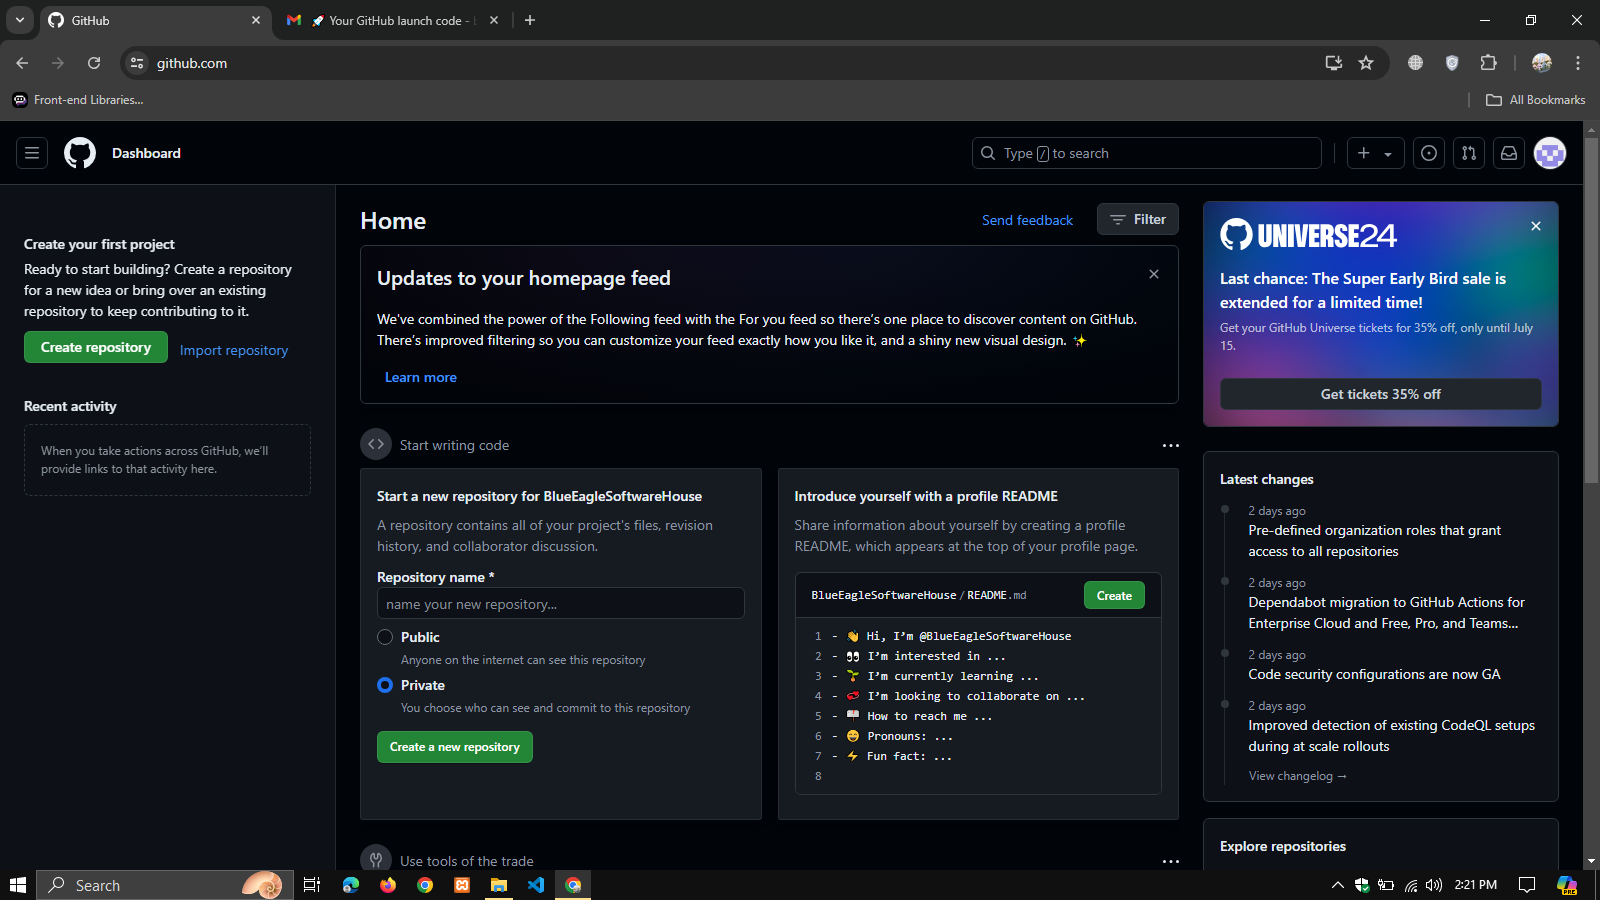 GitHub
Your GitHub launch code -
github.com
Front-end Libraries...
All Bookmarks
Dashboard
Type / to search
Create your first project
Ready to start building? Create a repository
for a new idea or bring over an existing
repository to keep contributing to it.
Create repository
Import repository
Recent activity
When you take actions across GitHub, we'll
provide links to that activity here.
Home
Send feedback
Filter
Updates to your homepage feed
We've combined the power of the Following feed with the For you feed so there's one place to discover content on GitHub.
There's improved filtering so you can customize your feed exactly how you like it, and a shiny new visual design. ✨
Learn more
Start writing code
Start a new repository for BlueEagleSoftwareHouse
A repository contains all of your project's files, revision
history, and collaborator discussion.
Repository name *
name your new repository...
Public
Anyone on the internet can see this repository
Private
You choose who can see and commit to this repository
Create a new repository
Introduce yourself with a profile README
Share information about yourself by creating a profile
README, which appears at the top of your profile page.
BlueEagleSoftwareHouse / README.md
Create
1 - 👋 Hi, I'm @BlueEagleSoftwareHouse
2 - 👀 I'm interested in ...
3 - 🌱 I'm currently learning ...
4 - 💞️ I'm looking to collaborate on ...
5 - 📫 How to reach me ...
6 - 😄 Pronouns: ...
7 - ⚡ Fun fact: ...
8
Use tools of the trade
UNIVERSE24
Last chance: The Super Early Bird sale is
extended for a limited time!
Get your GitHub Universe tickets for 35% off, only until July
15.
Get tickets 35% off
Latest changes
2 days ago
Pre-defined organization roles that grant
access to all repositories
2 days ago
Dependabot migration to GitHub Actions for
Enterprise Cloud and Free, Pro, and Teams...
2 days ago
Code security configurations are now GA
2 days ago
Improved detection of existing CodeQL setups
during at scale rollouts
View changelog →
Explore repositories
Search
2:21 PM
PRE